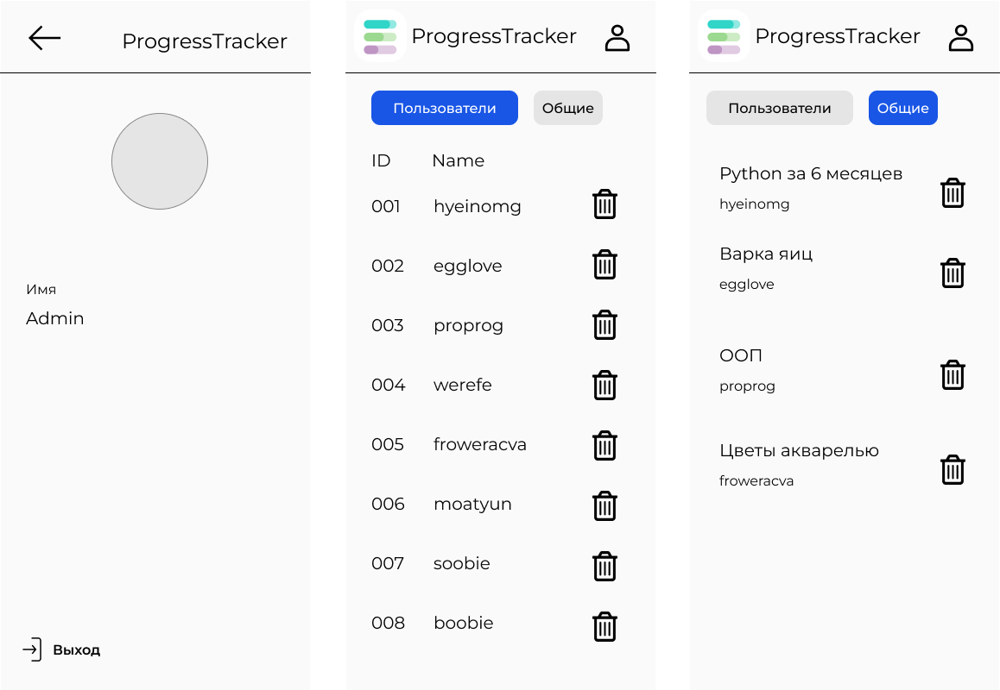 ProgressTracker
Имя
Admin
Выход
ProgressTracker
Пользователи Общие
ID Name
001 hyeinomg
002 egglove
003 proprog
004 werefe
005 froweracva
006 moatyun
007 soobie
008 boobie
ProgressTracker
Пользователи Общие
Python за 6 месяцев
hyeinomg
Варка яиц
egglove
ООП
proprog
Цветы акварелью
froweracva